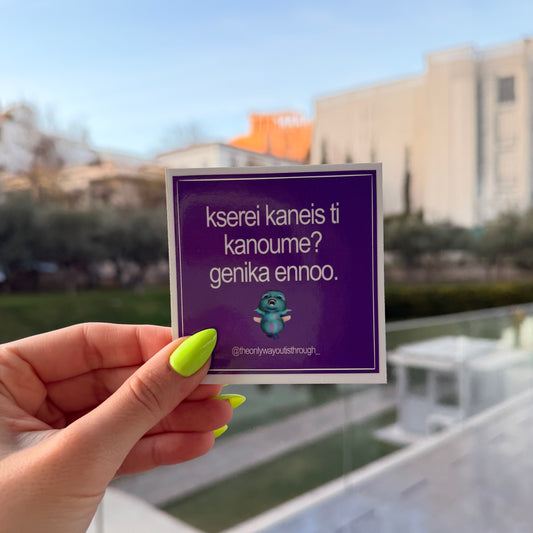 kserei kaneis ti
kanoume?
genika ennoo.
@theonlywayoutisthrough_